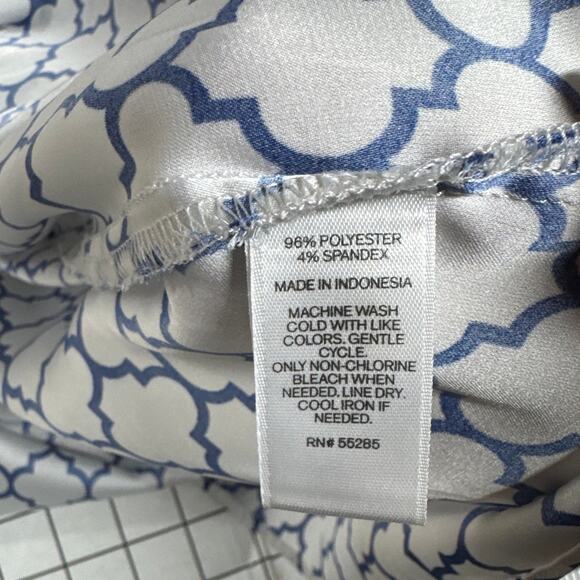 96% POLYESTER
4% SPANDEX
MADE IN INDONESIA
MACHINE WASH
COLD WITH LIKE
COLORS. GENTLE
CYCLE.
ONLY NON-CHLORINE
BLEACH WHEN
NEEDED. LINE DRY.
COOL IRON IF
NEEDED.
RN# 55285